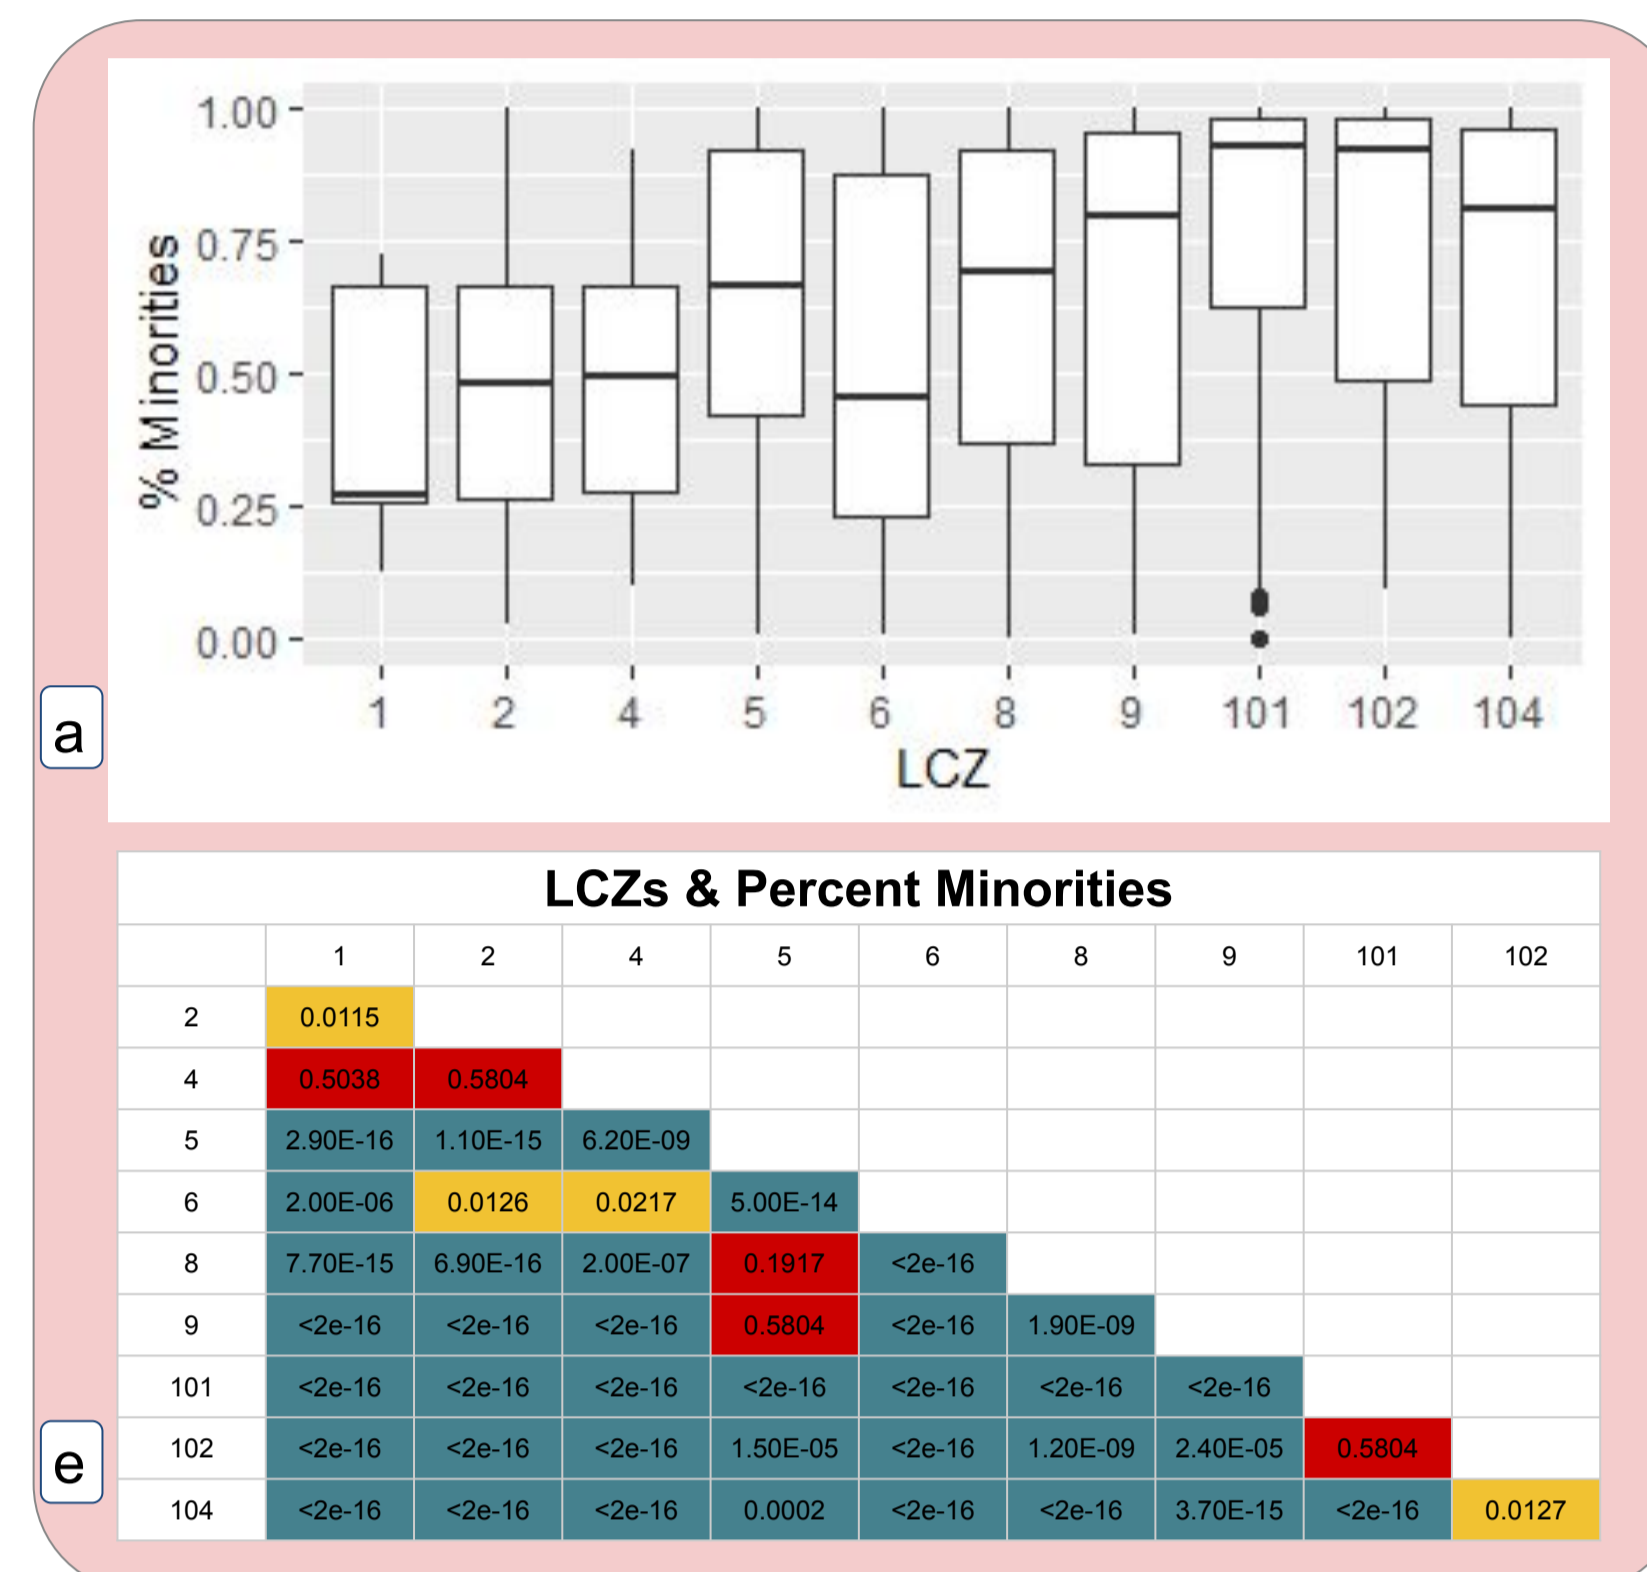 1.00
0.75
0.50
0.25
0.00
% Minorities
1 2 4 5 6 8 9 101 102 104
LCZ
a
LCZs & Percent Minorities
1 2 4 5 6 8 9 101 102
2 0.0115
4 0.5038 0.5804
5 2.90E-16 1.10E-15 6.20E-09
6 2.00E-06 0.0126 0.0217 5.00E-14
8 7.70E-15 6.90E-16 2.00E-07 0.1917 <2e-16
9 <2e-16 <2e-16 <2e-16 0.5804 <2e-16 1.90E-09
101 <2e-16 <2e-16 <2e-16 <2e-16 <2e-16 <2e-16 <2e-16
102 <2e-16 <2e-16 <2e-16 1.50E-05 <2e-16 1.20E-09 2.40E-05 0.5804
104 <2e-16 <2e-16 <2e-16 0.0002 <2e-16 <2e-16 3.70E-15 <2e-16 0.0127
e